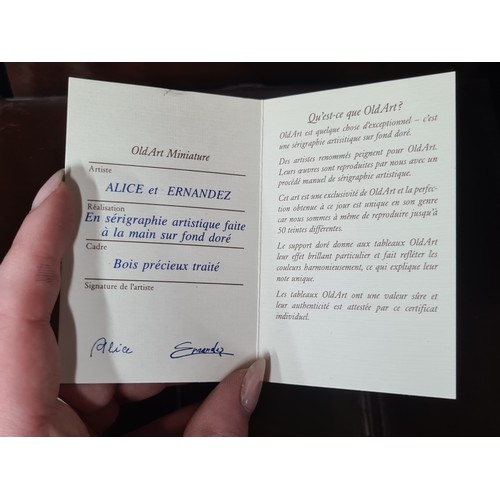 OldArt Miniature
Artiste
ALICE et ERNANDEZ
Réalisation
En sérigraphie artistique faite
à la main sur fond doré
Cadre
Bois précieux traité
Signature de l'artiste
Alice Ernandez
Qu'est-ce que OldArt?
OldArt est quelque chose d'exceptionnel – c'est
une sérigraphie artisitique sur fond doré.
Des artistes renommés peignent pour OldArt.
Leurs œuvres sont reproduites par nous avec un
procédé manuel de sérigraphie artistique.
Cet art est une exclusivité de OldArt et la perfec-
tion obtenue à ce jour est unique en son genre
car nous sommes à même de reproduire jusqu'à
50 teintes différentes.
Le support doré donne aux tableaux OldArt
leur effet brillant particulier et fait refléter les
couleurs harmonieusement, ce qui explique leur
note unique.
Les tableaux OldArt ont une valeur sûre et
leur authenticité est attestée par ce certificat
individuel.